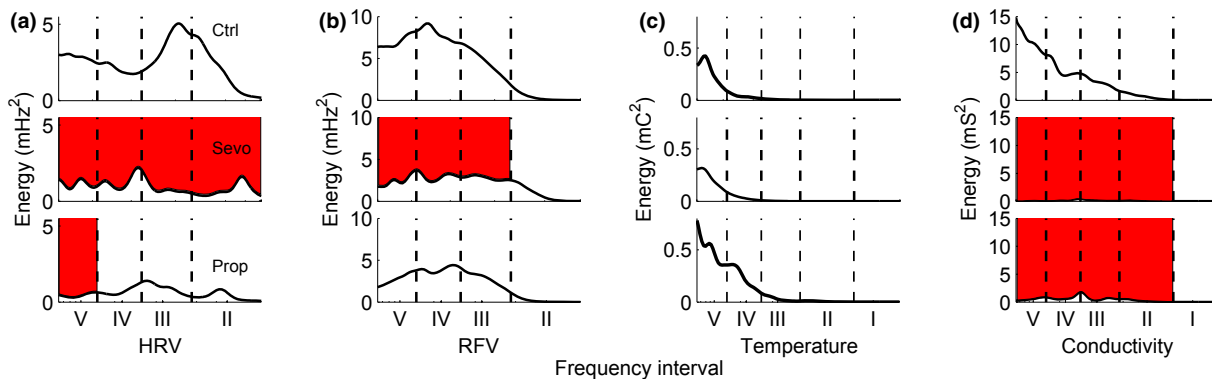 (a)
5
Ctrl
0
Energy (mHz²)
5
Sevo
0
5
Prop
0
V IV III II
HRV
(b)
10
5
0
Energy (mHz²)
10
5
0
10
5
0
V IV III II
RFV
(c)
0.5
0
Energy (mC²)
0.5
0
0.5
0
V IV III II I
Temperature
(d)
15
10
5
0
Energy (mS²)
15
10
5
0
15
10
5
0
V IV III II I
Conductivity
Frequency interval